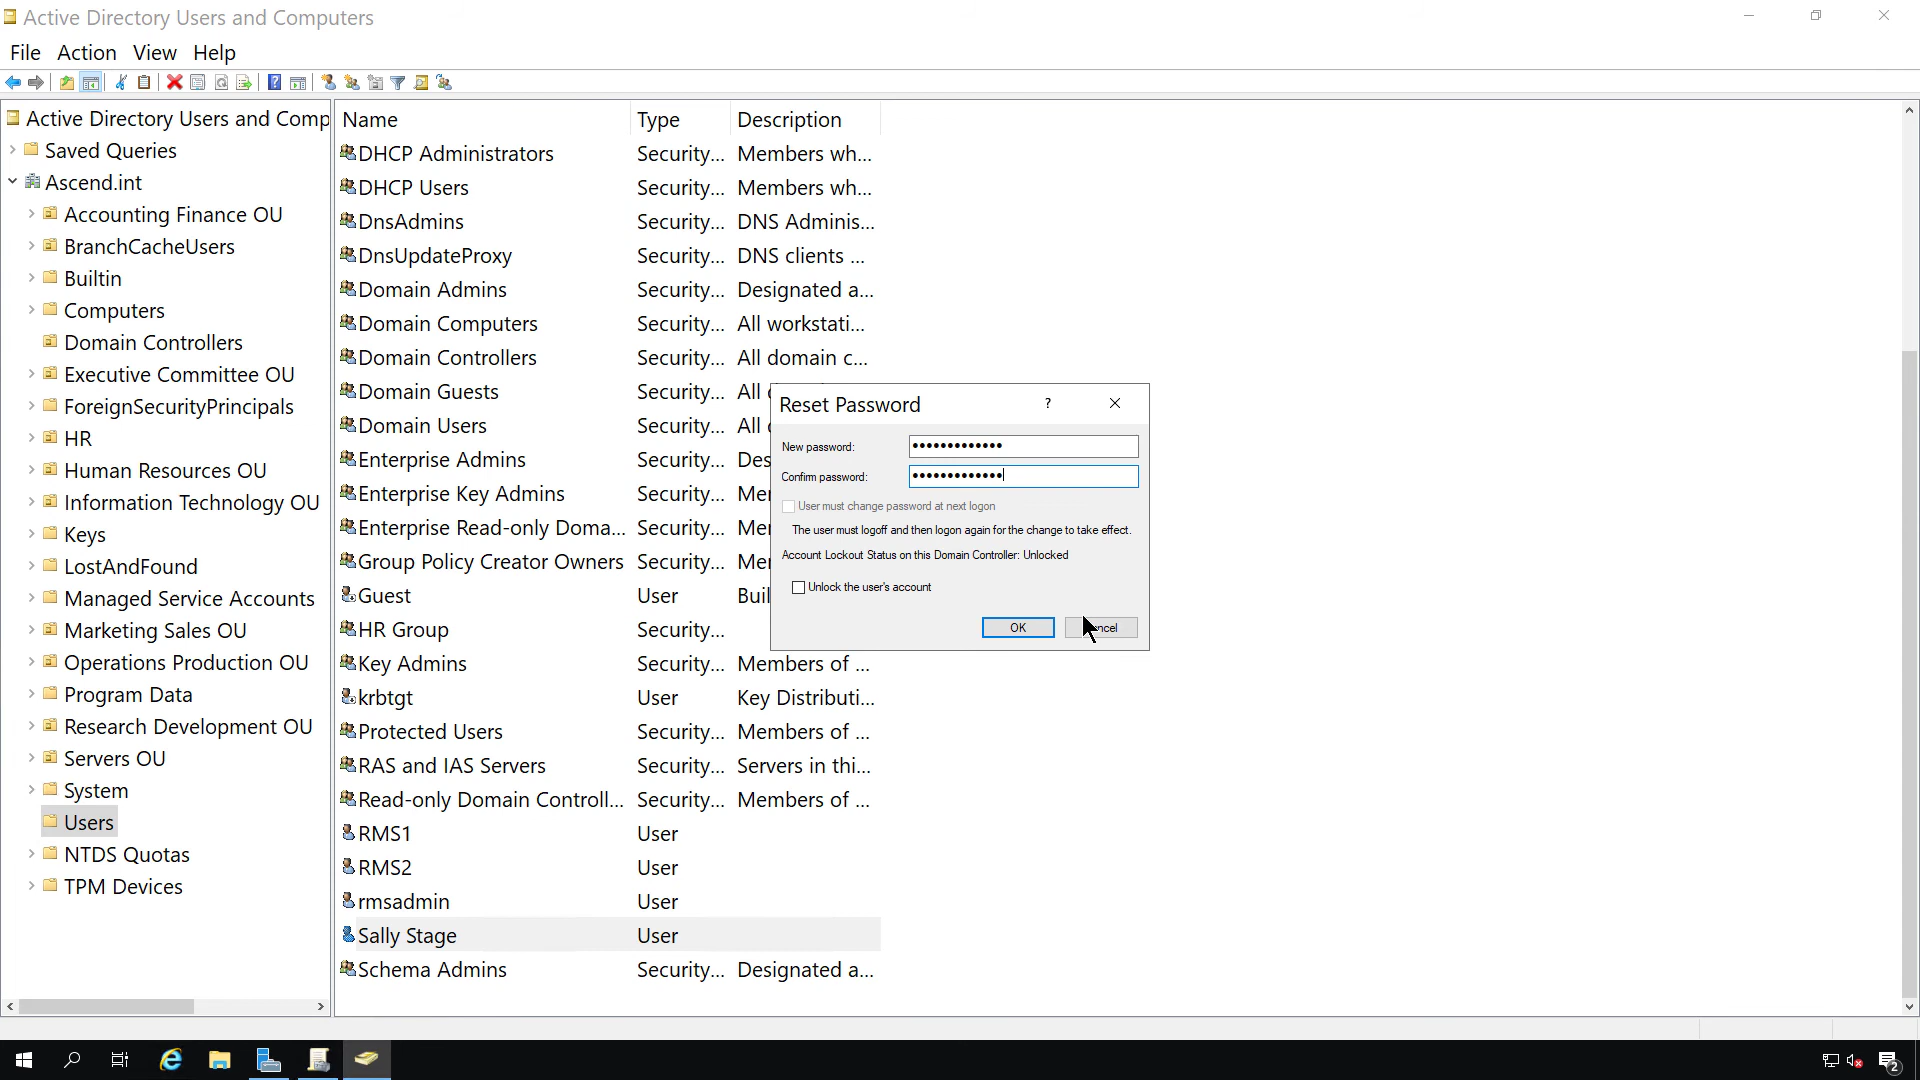 Active Directory Users and Computers
File Action View Help
Active Directory Users and Comp
Saved Queries
Ascend.int
Accounting Finance OU
BranchCacheUsers
Builtin
Computers
Domain Controllers
Executive Committee OU
ForeignSecurityPrincipals
HR
Human Resources OU
Information Technology OU
Keys
LostAndFound
Managed Service Accounts
Marketing Sales OU
Operations Production OU
Program Data
Research Development OU
Servers OU
System
Users
NTDS Quotas
TPM Devices
Name Type Description
DHCP Administrators Security... Members wh...
DHCP Users Security... Members wh...
DnsAdmins Security... DNS Adminis...
DnsUpdateProxy Security... DNS clients ...
Domain Admins Security... Designated a...
Domain Computers Security... All workstati...
Domain Controllers Security... All domain c...
Domain Guests Security... All
Domain Users Security... All
Enterprise Admins Security... Des
Enterprise Key Admins Security...
Enterprise Read-only Doma... Security...
Group Policy Creator Owners Security...
Guest User Buil
HR Group Security...
Key Admins Security... Members of ...
krbtgt User Key Distributi...
Protected Users Security... Members of ...
RAS and IAS Servers Security... Servers in thi...
Read-only Domain Controll... Security... Members of ...
RMS1 User
RMS2 User
rmsadmin User
Sally Stage User
Schema Admins Security... Designated a...
Reset Password ?
New password: •••••••••••••
Confirm password: •••••••••••••
User must change password at next logon
The user must logoff and then logon again for the change to take effect.
Account Lockout Status on this Domain Controller: Unlocked
Unlock the user's account
OK
2